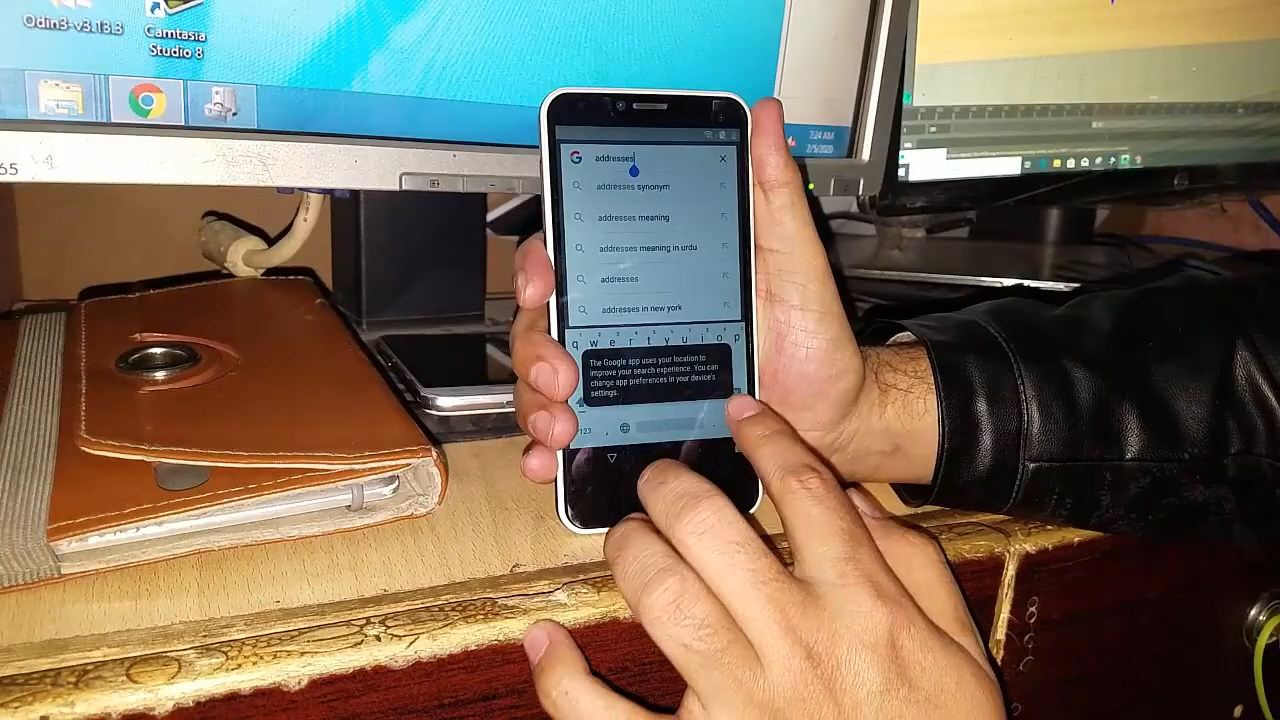 Odin3-v3.13.3
Camtasia
Studio 8
65
7:24 AM
2/5/2020
addresses
addresses synonym
addresses meaning
addresses meaning in urdu
addresses
addresses in new york
q w e r t y u i o p
The Google app uses your location to
improve your search experience. You can
change app preferences in your device's
settings.
?123 ,